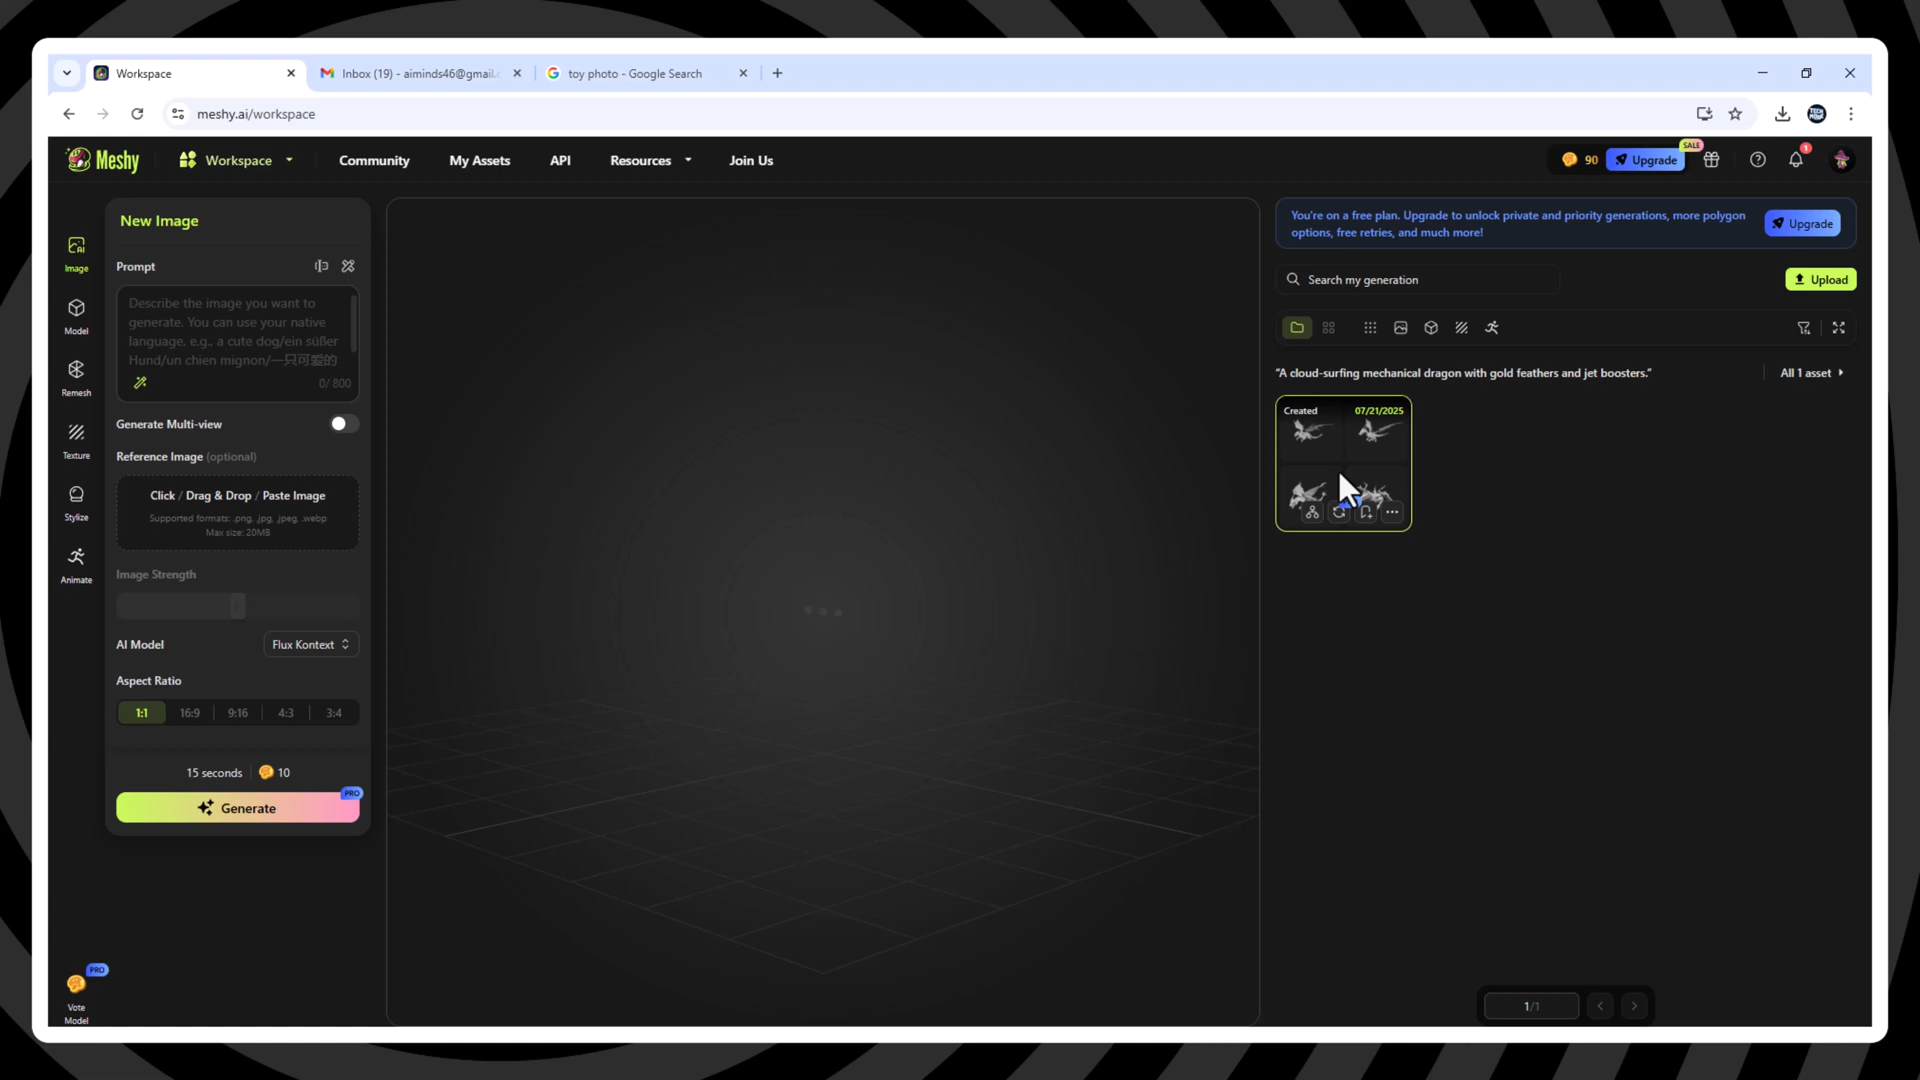 Workspace
Inbox (19) - aiminds46@gmail.c
toy photo - Google Search
meshy.ai/workspace
Meshy
Workspace
Community
My Assets
API
Resources
Join Us
90
Upgrade
SALE
1
New Image
Prompt
Describe the image you want to
generate. You can use your native
language, e.g., a cute dog/ein süßer
Hund/un chien mignon/一只可爱的
0/ 800
Generate Multi-view
Reference Image (optional)
Click / Drag & Drop / Paste Image
Supported formats: .png, .jpg, .jpeg, .webp
Max size: 20MB
Image Strength
AI Model
Flux Kontext
Aspect Ratio
1:1
16:9
9:16
4:3
3:4
15 seconds
10
PRO
Generate
Image
Model
Remesh
Texture
Stylize
Animate
PRO
Vote
Model
You're on a free plan. Upgrade to unlock private and priority generations, more polygon
options, free retries, and much more!
Upgrade
Search my generation
Upload
“A cloud-surfing mechanical dragon with gold feathers and jet boosters.”
All 1 asset
Created
07/21/2025
1/1